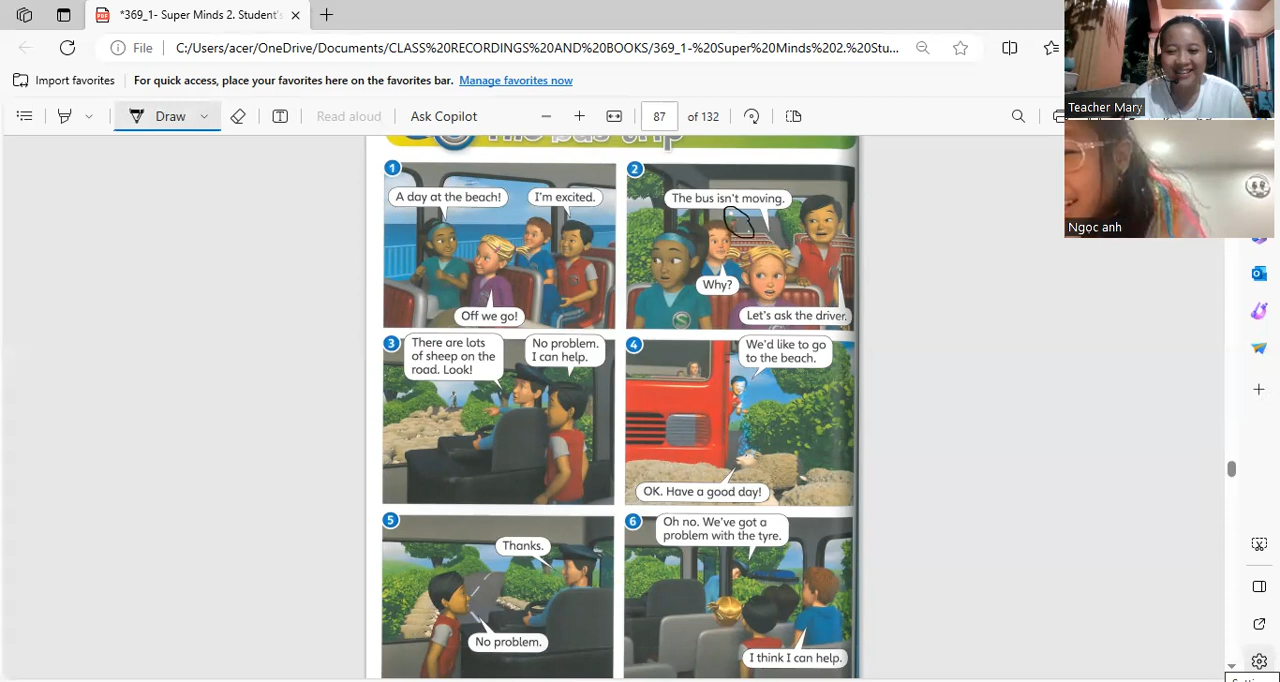 *369_1- Super Minds 2. Student's
File
C:/Users/acer/OneDrive/Documents/CLASS%20RECORDINGS%20AND%20BOOKS/369_1-%20Super%20Minds%202.%20Stu...
Import favorites
For quick access, place your favorites here on the favorites bar. Manage favorites now
Draw
Read aloud
Ask Copilot
87
of 132
Teacher Mary
Ngọc anh
1
A day at the beach!
I'm excited.
Off we go!
2
The bus isn't moving.
Why?
Let's ask the driver.
3
There are lots
of sheep on the
road. Look!
No problem.
I can help.
4
We'd like to go
to the beach.
OK. Have a good day!
5
Thanks.
No problem.
6
Oh no. We've got a
problem with the tyre.
I think I can help.